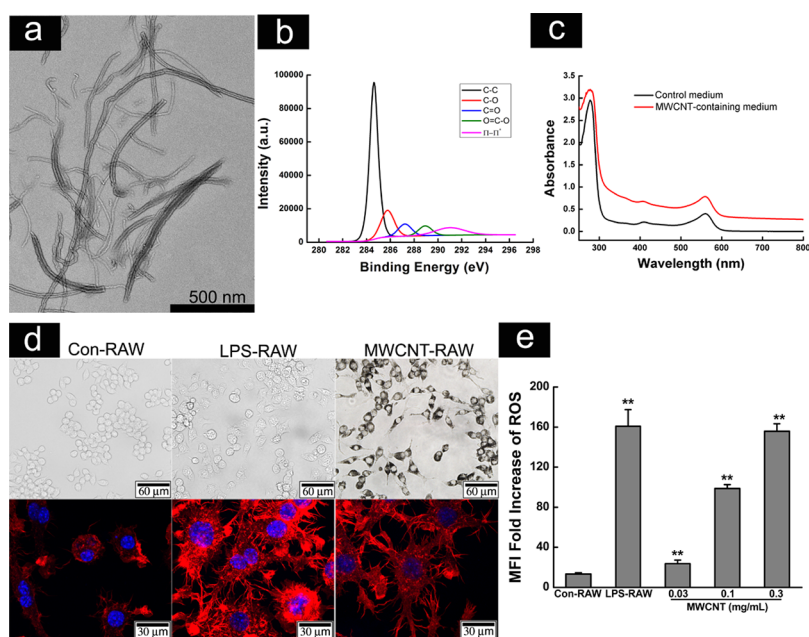 a
500 nm
b
Intensity (a.u.)
100000
80000
60000
40000
20000
0
280 282 284 286 288 290 292 294 296 298
Binding Energy (eV)
C-C
C-O
C=O
O=C-O
π-π*
c
Absorbance
3.5
3.0
2.5
2.0
1.5
1.0
0.5
0.0
300 400 500 600 700 800
Wavelength (nm)
Control medium
MWCNT-containing medium
d
Con-RAW LPS-RAW MWCNT-RAW
60 μm 60 μm 60 μm
30 μm 30 μm 30 μm
e
MFI Fold Increase of ROS
200
160
120
80
40
0
** ** ** **
Con-RAW LPS-RAW 0.03 0.1 0.3
MWCNT (mg/mL)